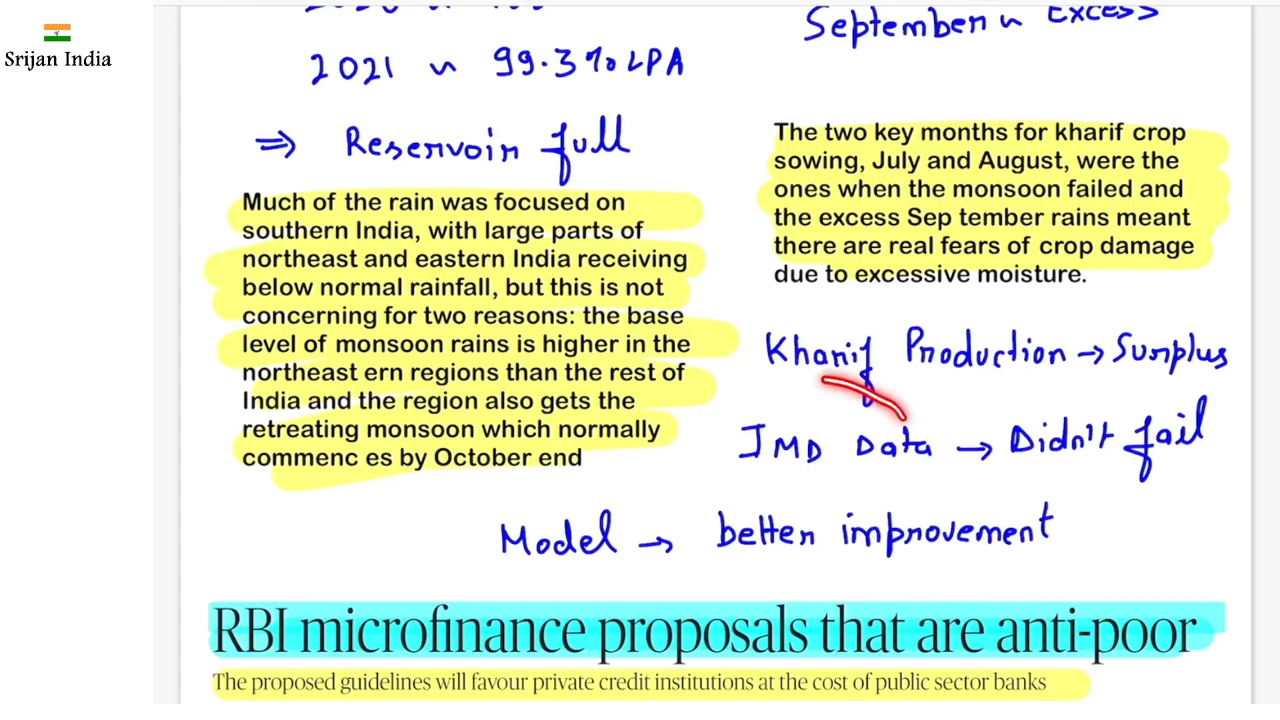 Srijan India
September ~ Excess
2021 ~ 99.3% LPA
⇒ Reservoir full
Much of the rain was focused on
southern India, with large parts of
northeast and eastern India receiving
below normal rainfall, but this is not
concerning for two reasons: the base
level of monsoon rains is higher in the
northeast ern regions than the rest of
India and the region also gets the
retreating monsoon which normally
commenc es by October end
The two key months for kharif crop
sowing, July and August, were the
ones when the monsoon failed and
the excess Sep tember rains meant
there are real fears of crop damage
due to excessive moisture.
Kharif Production → Surplus
IMD Data → Didn't fail
Model → better improvement
RBI microfinance proposals that are anti-poor
The proposed guidelines will favour private credit institutions at the cost of public sector banks